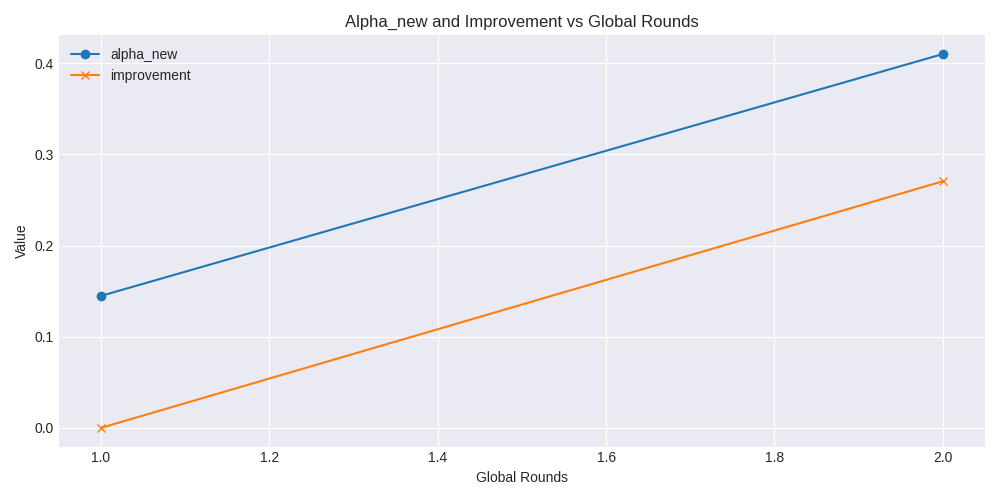 Alpha_new and Improvement vs Global Rounds
alpha_new
improvement
Value
0.4
0.3
0.2
0.1
0.0
1.0 1.2 1.4 1.6 1.8 2.0
Global Rounds